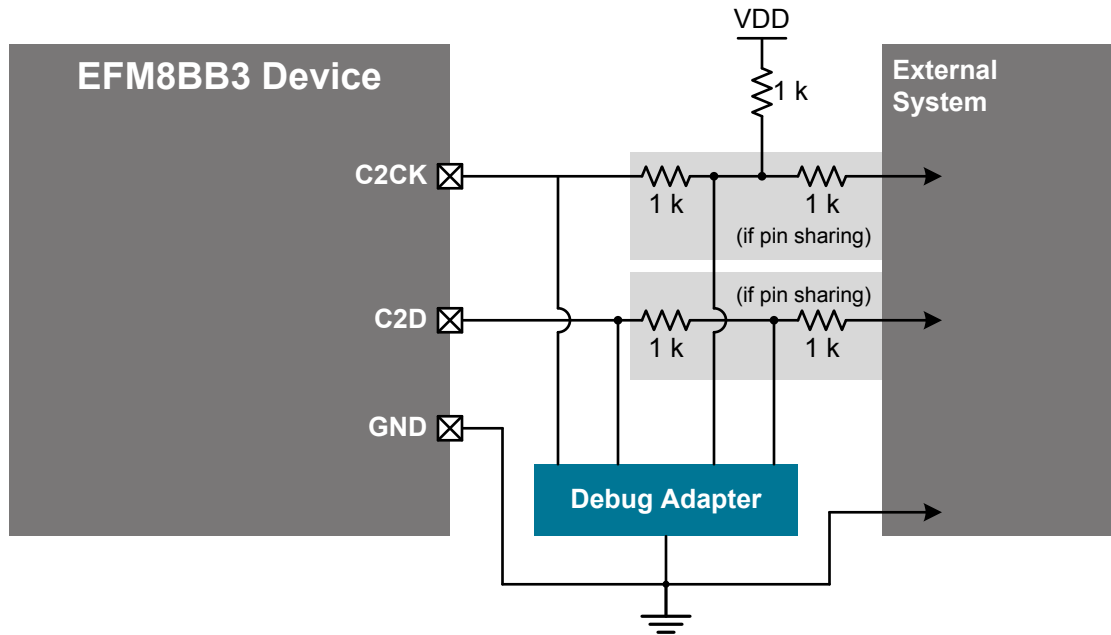 VDD
EFM8BB3 Device
External
System
1 k
C2CK
1 k
1 k
(if pin sharing)
(if pin sharing)
C2D
1 k
1 k
GND
Debug Adapter